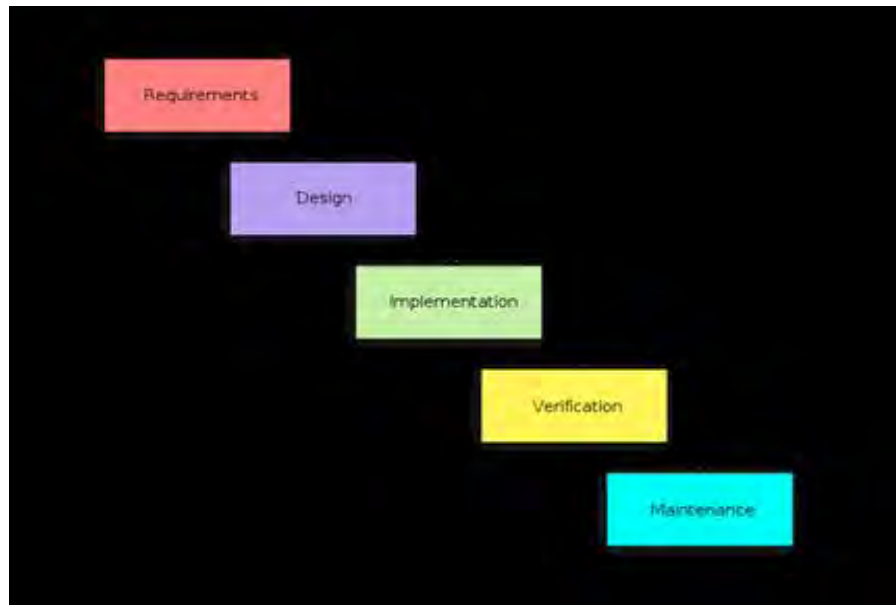 Requirements
Design
Implementation
Verification
Maintenance